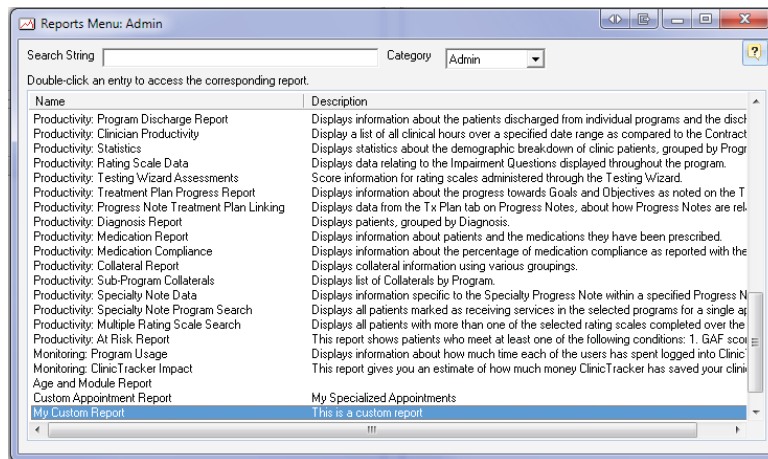 Reports Menu: Admin
Search String Category Admin
Double-click an entry to access the corresponding report.
Name Description
Productivity: Program Discharge Report Displays information about the patients discharged from individual programs and the disch
Productivity: Clinician Productivity Display a list of all clinical hours over a specified date range as compared to the Contract
Productivity: Statistics Displays statistics about the demographic breakdown of clinic patients, grouped by Progr
Productivity: Rating Scale Data Displays data relating to the Impairment Questions displayed throughout the program.
Productivity: Testing Wizard Assessments Score information for rating scales administered through the Testing Wizard.
Productivity: Treatment Plan Progress Report Displays information about the progress towards Goals and Objectives as noted on the T
Productivity: Progress Note Treatment Plan Linking Displays data from the Tx Plan tab on Progress Notes, about how Progress Notes are rel
Productivity: Diagnosis Report Displays patients, grouped by Diagnosis.
Productivity: Medication Report Displays information about patients and the medications they have been prescribed.
Productivity: Medication Compliance Displays information about the percentage of medication compliance as reported with the
Productivity: Collateral Report Displays collateral information using various groupings.
Productivity: Sub-Program Collaterals Displays list of Collaterals by Program.
Productivity: Specialty Note Data Displays information specific to the Specialty Progress Note within a specified Progress N
Productivity: Specialty Note Program Search Displays all patients marked as receiving services in the selected programs for a single ap
Productivity: Multiple Rating Scale Search Displays all patients with more than one of the selected rating scales completed over the
Productivity: At Risk Report This report shows patients who meet at least one of the following conditions: 1. GAF scor
Monitoring: Program Usage Displays information about how much time each of the users has spent logged into Clinic
Monitoring: ClinicTracker Impact This report gives you an estimate of how much money ClinicTracker has saved your clini
Age and Module Report
Custom Appointment Report My Specialized Appointments
My Custom Report This is a custom report